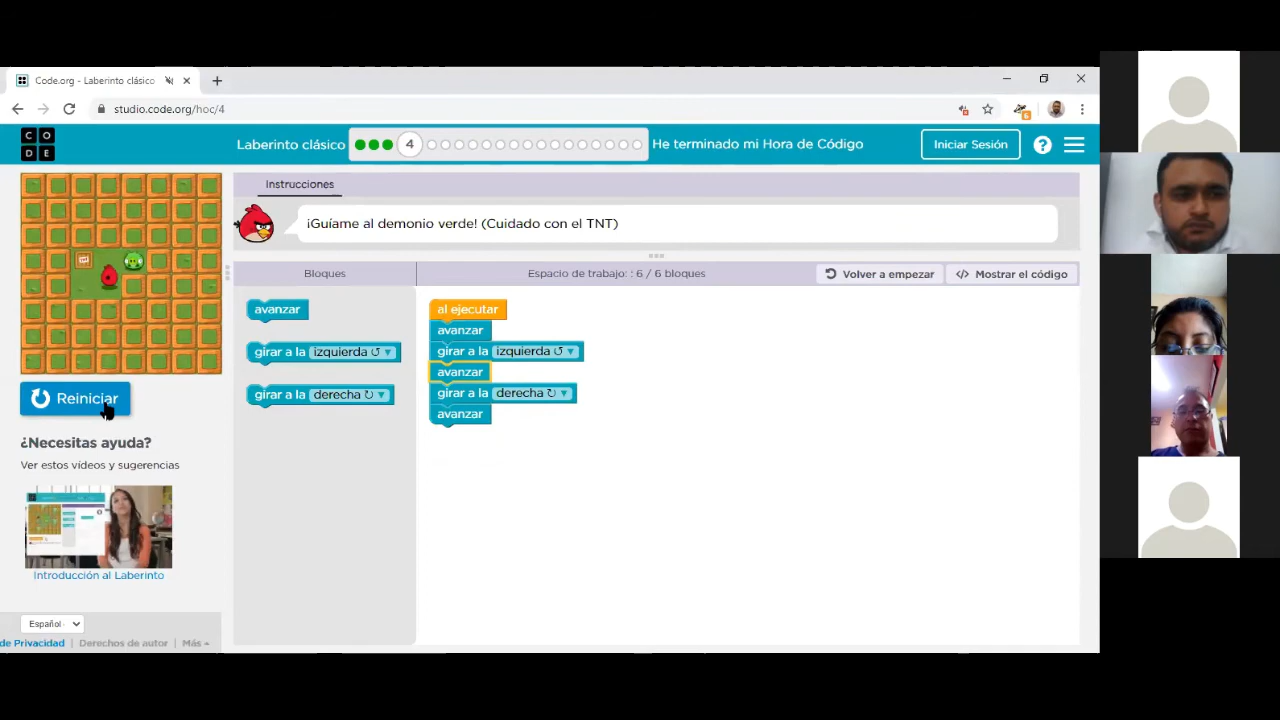 Code.org - Laberinto clásico
studio.code.org/hoc/4
6
C O
D E
Laberinto clásico
4
He terminado mi Hora de Código
Iniciar Sesión
?
Instrucciones
¡Guíame al demonio verde! (Cuidado con el TNT)
Bloques
Espacio de trabajo: : 6 / 6 bloques
Volver a empezar
</> Mostrar el código
avanzar
girar a la izquierda ↺
girar a la derecha ↻
al ejecutar
avanzar
girar a la izquierda ↺
avanzar
girar a la derecha ↻
avanzar
Reiniciar
¿Necesitas ayuda?
Ver estos vídeos y sugerencias
Introducción al Laberinto
Español
de Privacidad | Derechos de autor | Más